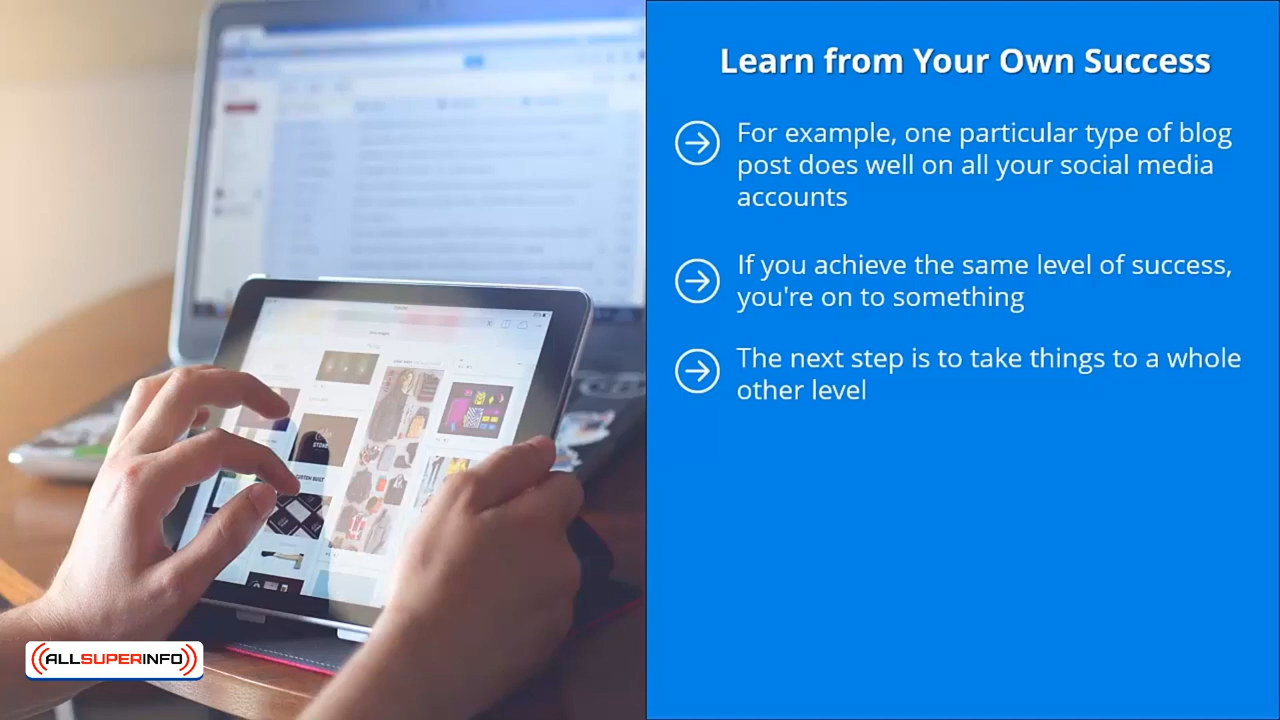 Learn from Your Own Success
For example, one particular type of blog
post does well on all your social media
accounts
If you achieve the same level of success,
you're on to something
The next step is to take things to a whole
other level
ALLSUPERINFO